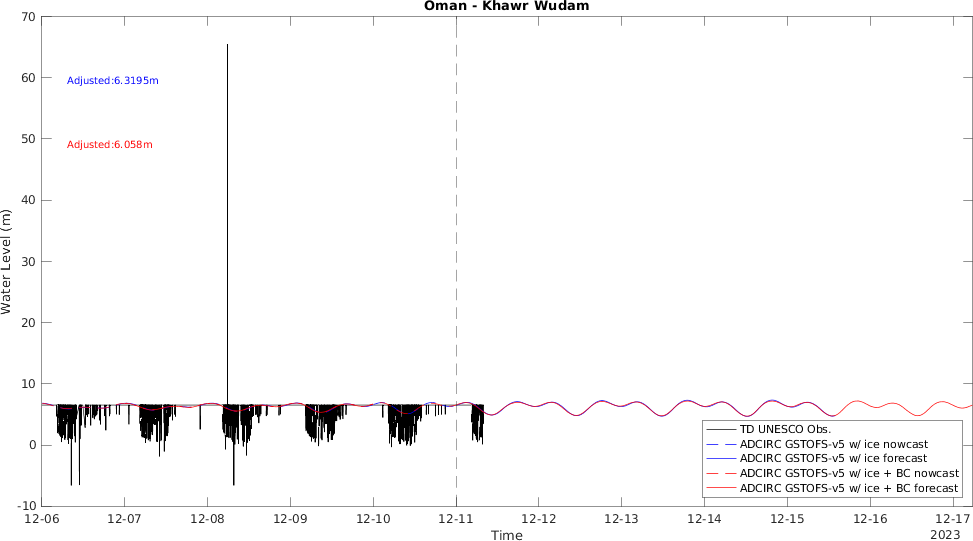 Oman - Khawr Wudam
70
60
50
40
30
20
10
0
-10
Water Level (m)
Adjusted:6.3195m
Adjusted:6.058m
TD UNESCO Obs.
ADCIRC GSTOFS-v5 w/ ice nowcast
ADCIRC GSTOFS-v5 w/ ice forecast
ADCIRC GSTOFS-v5 w/ ice + BC nowcast
ADCIRC GSTOFS-v5 w/ ice + BC forecast
12-06 12-07 12-08 12-09 12-10 12-11 12-12 12-13 12-14 12-15 12-16 12-17
Time
2023